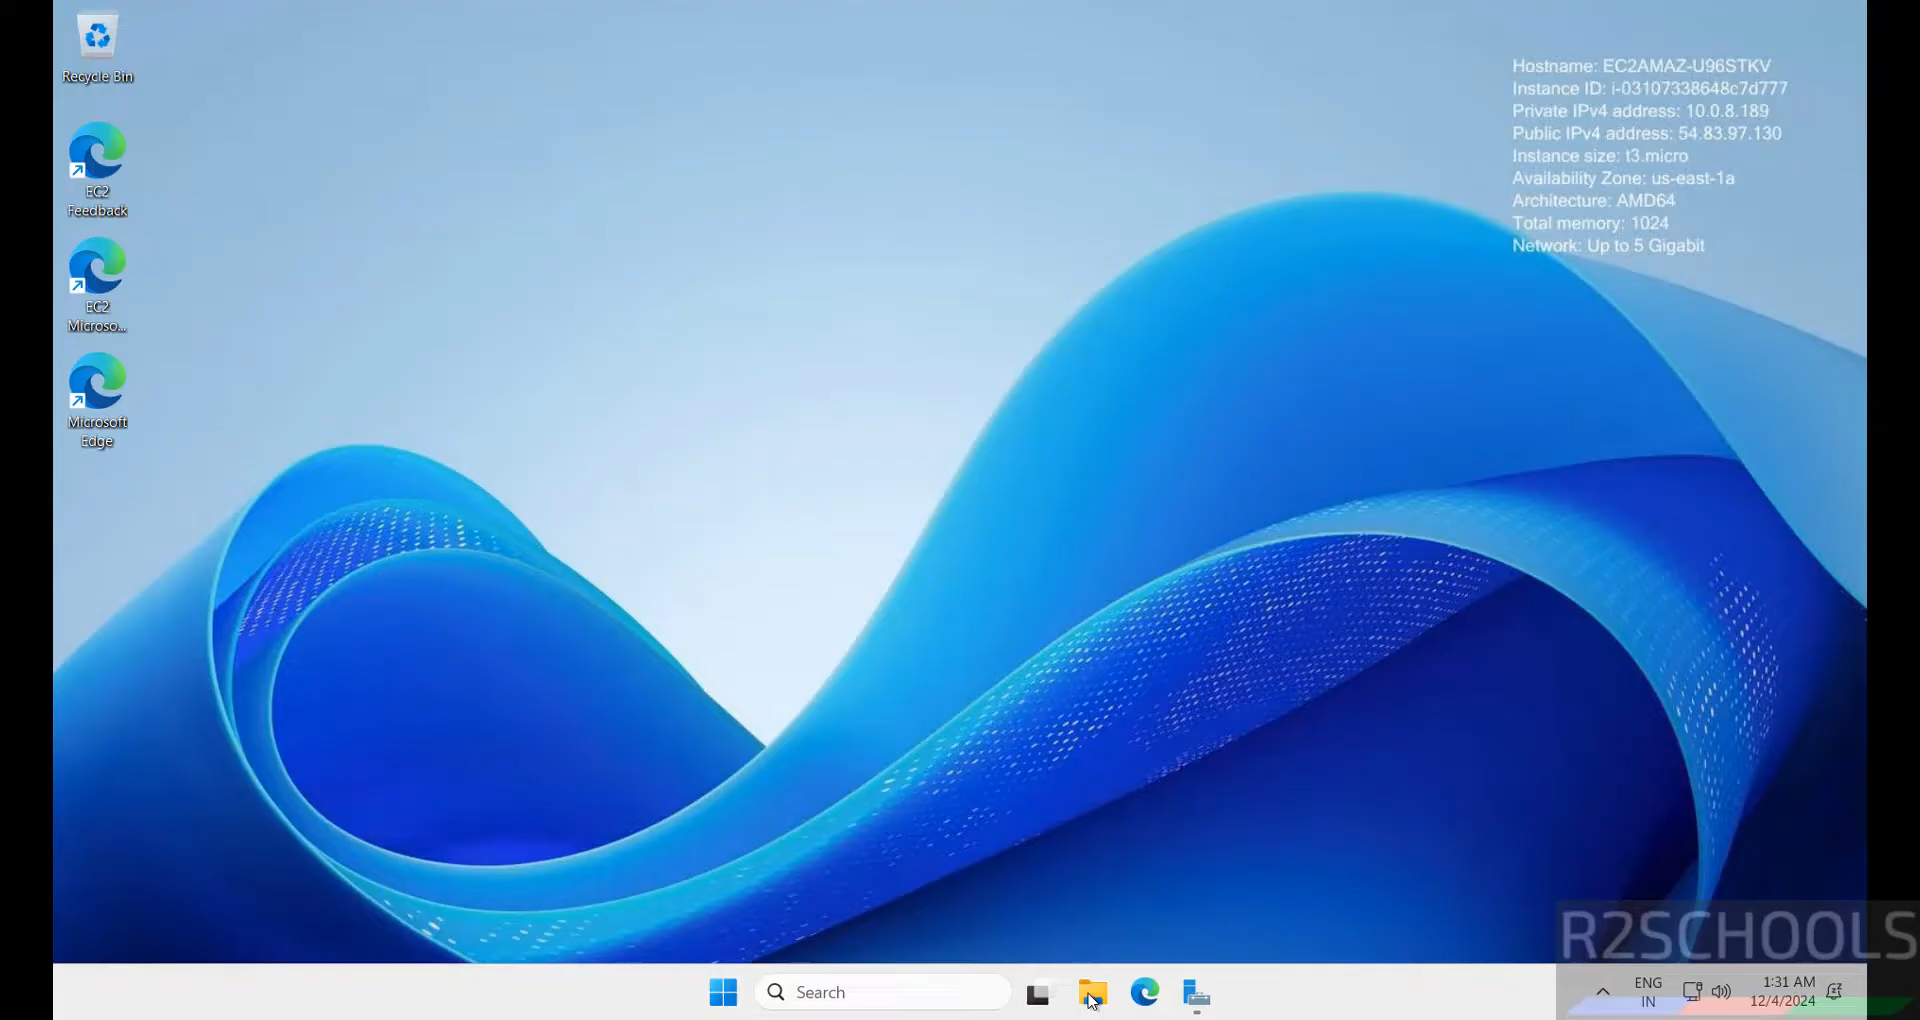 Recycle Bin
EC2
Feedback
EC2
Microso...
Microsoft
Edge
Hostname: EC2AMAZ-U96STKV
Instance ID: i-03107338648c7d777
Private IPv4 address: 10.0.8.189
Public IPv4 address: 54.83.97.130
Instance size: t3.micro
Availability Zone: us-east-1a
Architecture: AMD64
Total memory: 1024
Network: Up to 5 Gigabit
R2SCHOOLS
Search
ENG
IN
1:31 AM
12/4/2024